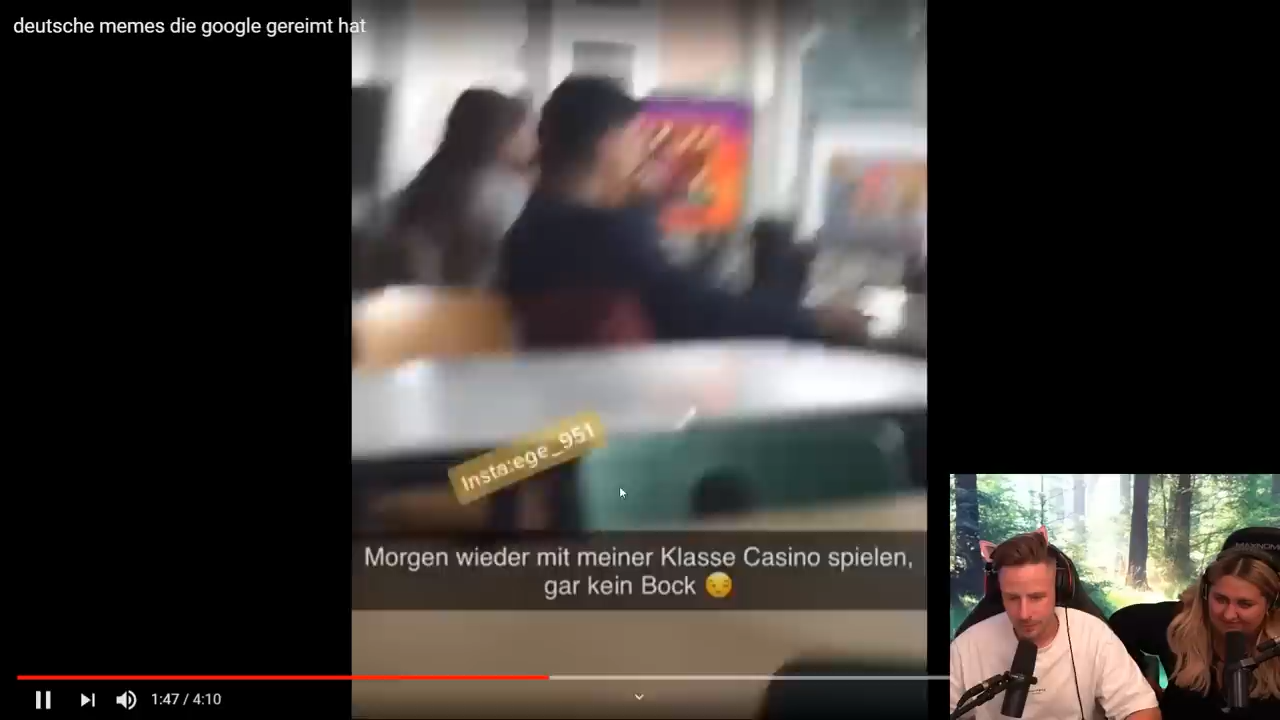 deutsche memes die google gereimt hat
Insta:ege_951
Morgen wieder mit meiner Klasse Casino spielen,
gar kein Bock 😏
MAXNOM
1:47 / 4:10